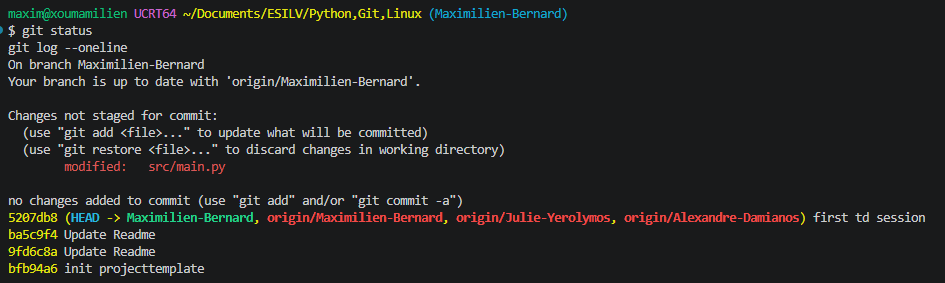 maxim@xoumamilien UCRT64 ~/Documents/ESILV/Python,Git,Linux (Maximilien-Bernard)
$ git status
git log --oneline
On branch Maximilien-Bernard
Your branch is up to date with 'origin/Maximilien-Bernard'.

Changes not staged for commit:
  (use "git add <file>..." to update what will be committed)
  (use "git restore <file>..." to discard changes in working directory)
        modified:   src/main.py

no changes added to commit (use "git add" and/or "git commit -a")
5207db8 (HEAD -> Maximilien-Bernard, origin/Maximilien-Bernard, origin/Julie-Yerolymos, origin/Alexandre-Damianos) first td session
ba5c9f4 Update Readme
9fd6c8a Update Readme
bfb94a6 init projecttemplate